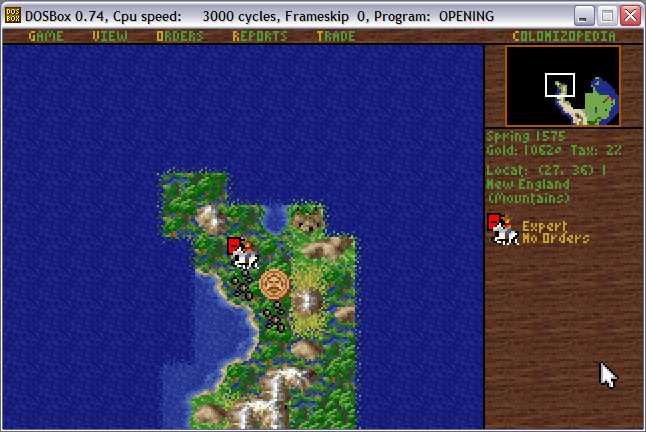 DOSBox 0.74, Cpu speed: 3000 cycles, Frameskip 0, Program: OPENING
GAME VIEW ORDERS REPORTS TRADE COLONIZOPEDIA
Spring 1575
Gold: 1062¢ Tax: 2%
Locat: (27, 36) 1
New England
(Mountains)
Expert
No Orders